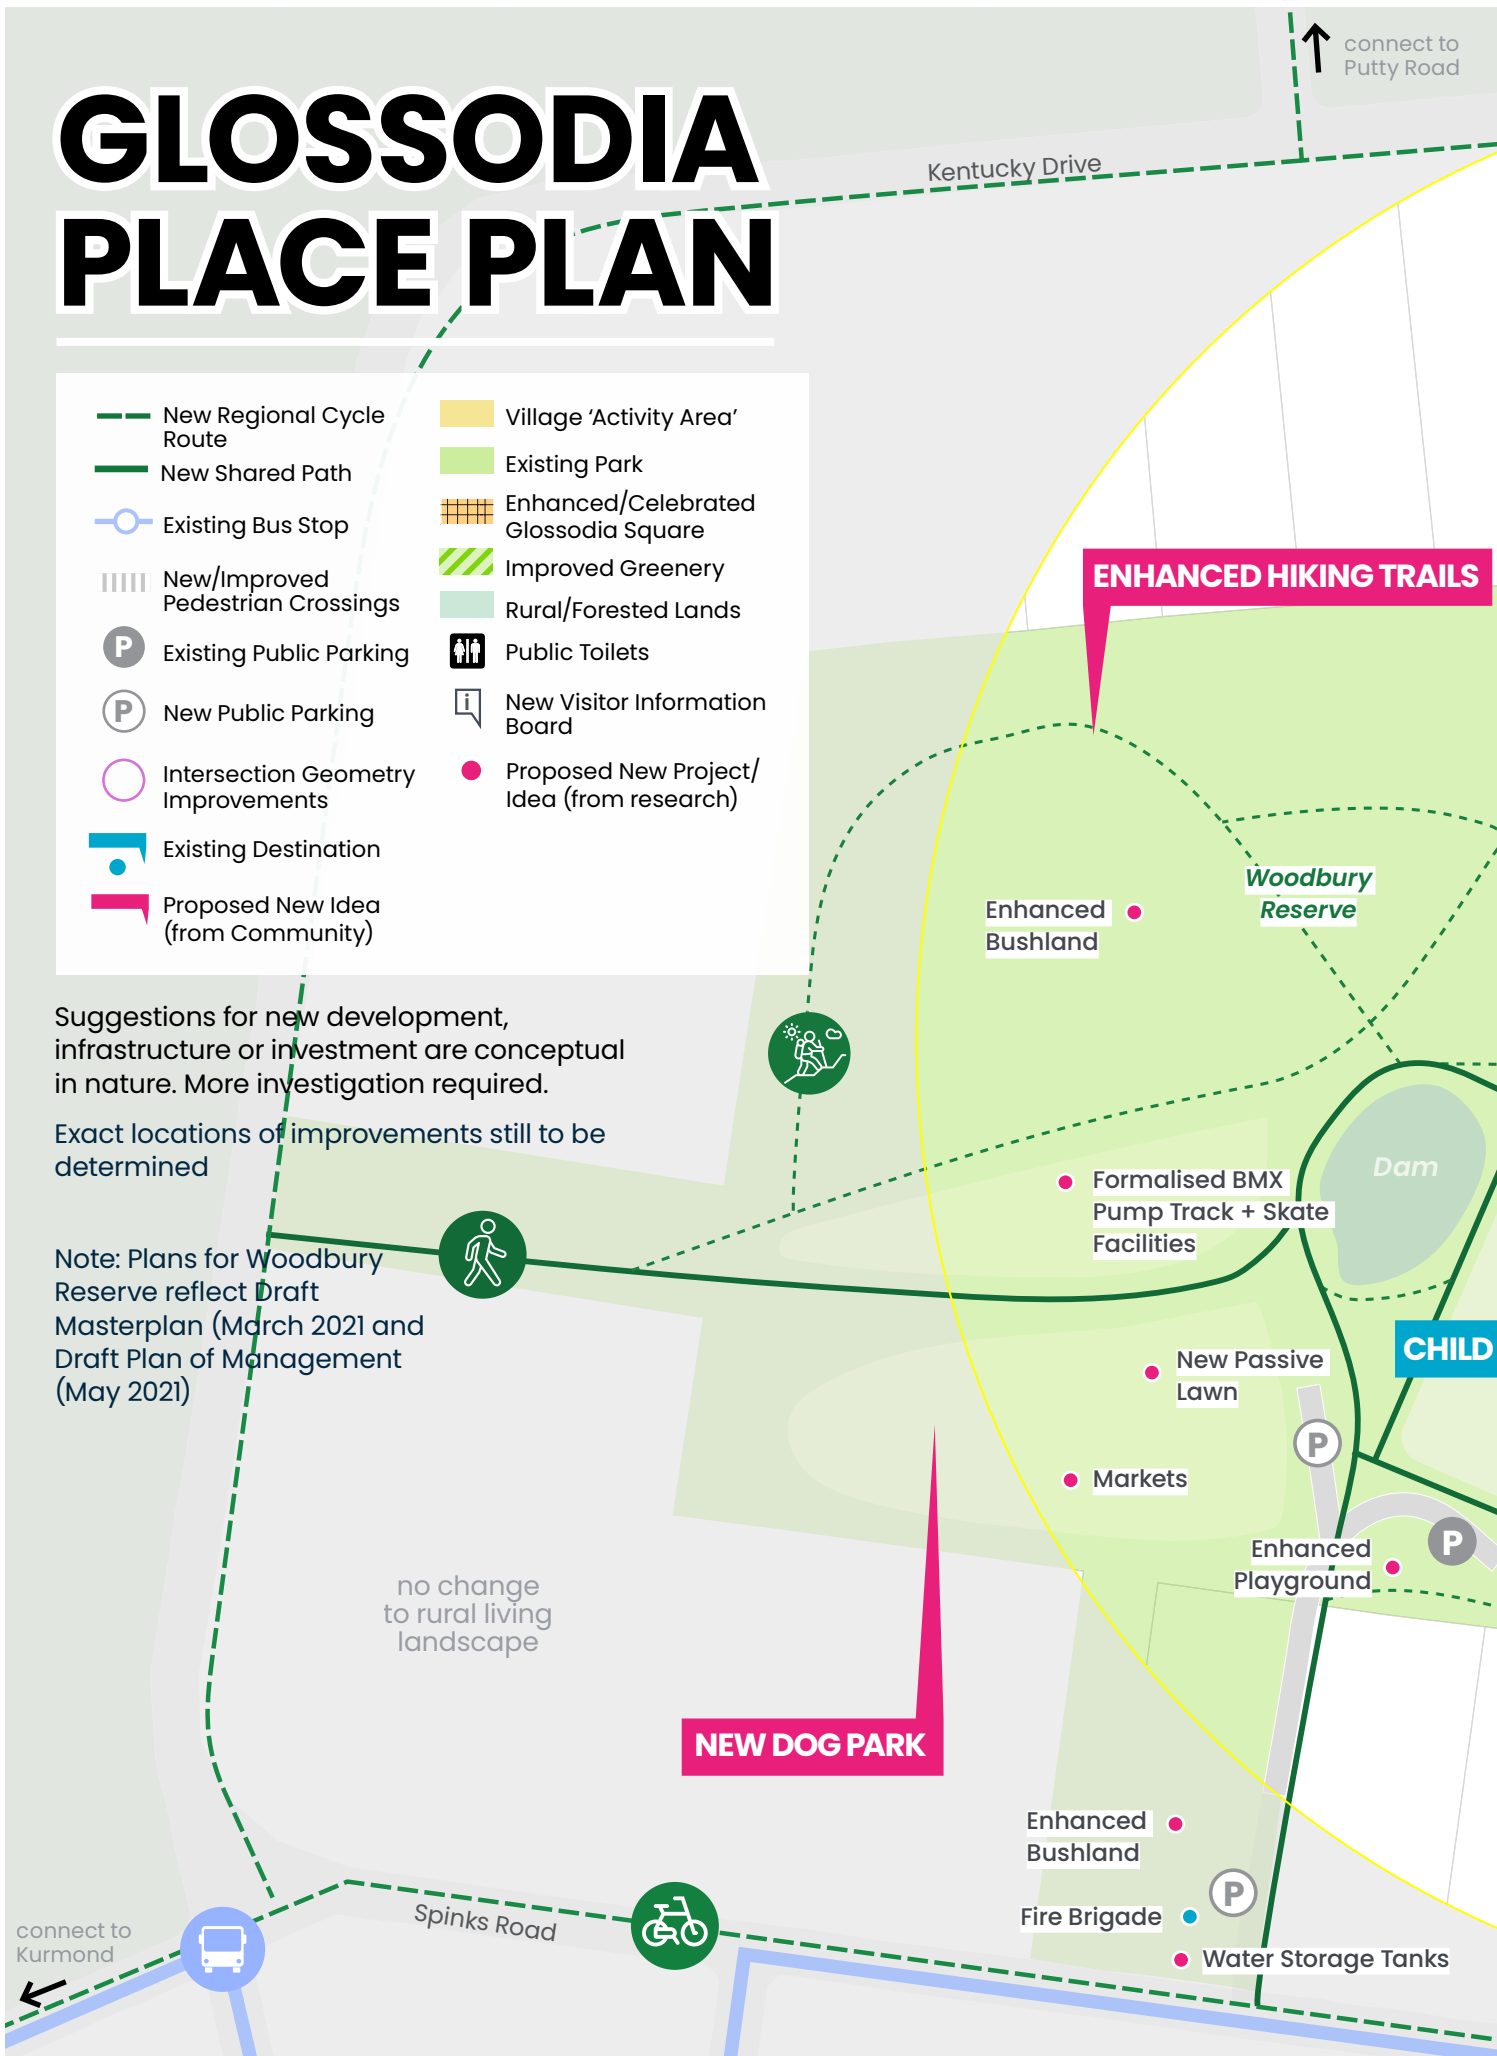 connect to
Putty Road
GLOSSODIA
PLACE PLAN
Kentucky Drive
New Regional Cycle
Route
New Shared Path
Existing Bus Stop
New/Improved
Pedestrian Crossings
P
Existing Public Parking
P
New Public Parking
Intersection Geometry
Improvements
Existing Destination
Proposed New Idea
(from Community)
Village ‘Activity Area’
Existing Park
Enhanced/Celebrated
Glossodia Square
Improved Greenery
Rural/Forested Lands
Public Toilets
i
New Visitor Information
Board
Proposed New Project/
Idea (from research)
ENHANCED HIKING TRAILS
Woodbury
Reserve
Enhanced
Bushland
Suggestions for new development,
infrastructure or investment are conceptual
in nature. More investigation required.
Exact locations of improvements still to be
determined
Dam
Formalised BMX
Pump Track + Skate
Facilities
Note: Plans for Woodbury
Reserve reflect Draft
Masterplan (March 2021 and
Draft Plan of Management
(May 2021)
CHILD
New Passive
Lawn
P
Markets
P
Enhanced
Playground
no change
to rural living
landscape
NEW DOG PARK
Enhanced
Bushland
P
Fire Brigade
Water Storage Tanks
Spinks Road
connect to
Kurmond